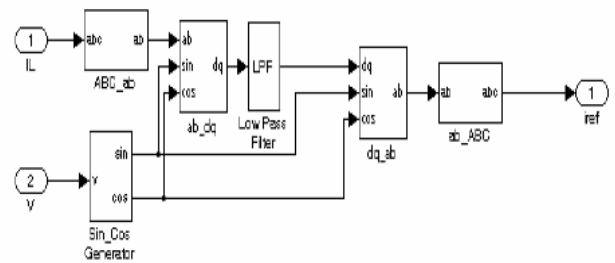 1
IL
abc ab
ABC_ab
ab
sin
cos
dq
ab_dq
LPF
Low Pass
Filter
dq
sin
cos
ab
dq_ab
ab abc
ab_ABC
1
iref
2
V
v
sin
cos
Sin_Cos
Generator